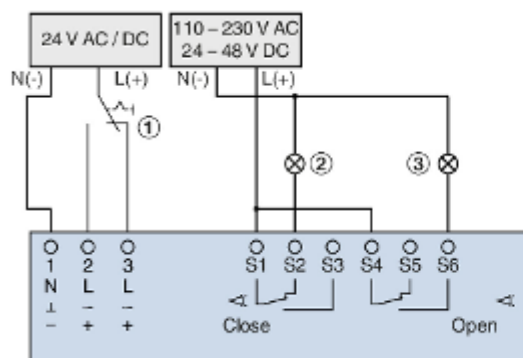 24 V AC / DC
110 – 230 V AC
24 – 48 V DC
N(-) L(+) N(-) L(+)
1
2 3
1 2 3 S1 S2 S3 S4 S5 S6
N L L
⊥ ~ ~
– + +
Close Open